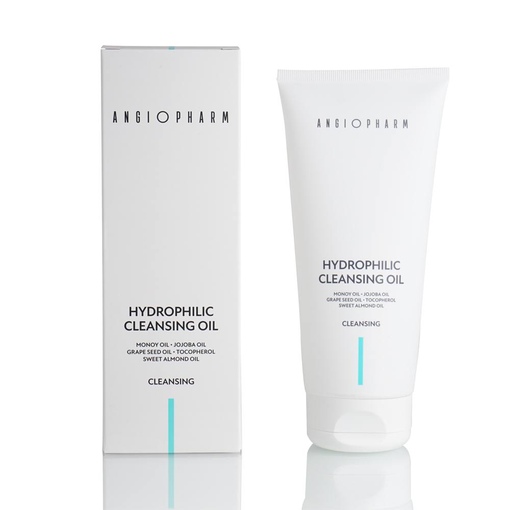 ANGIOPHARM
HYDROPHILIC
CLEANSING OIL
MONOY OIL • JOJOBA OIL
GRAPE SEED OIL • TOCOPHEROL
SWEET ALMOND OIL
CLEANSING
ANGIOPHARM
HYDROPHILIC
CLEANSING OIL
MONOY OIL • JOJOBA OIL
GRAPE SEED OIL • TOCOPHEROL
SWEET ALMOND OIL
CLEANSING